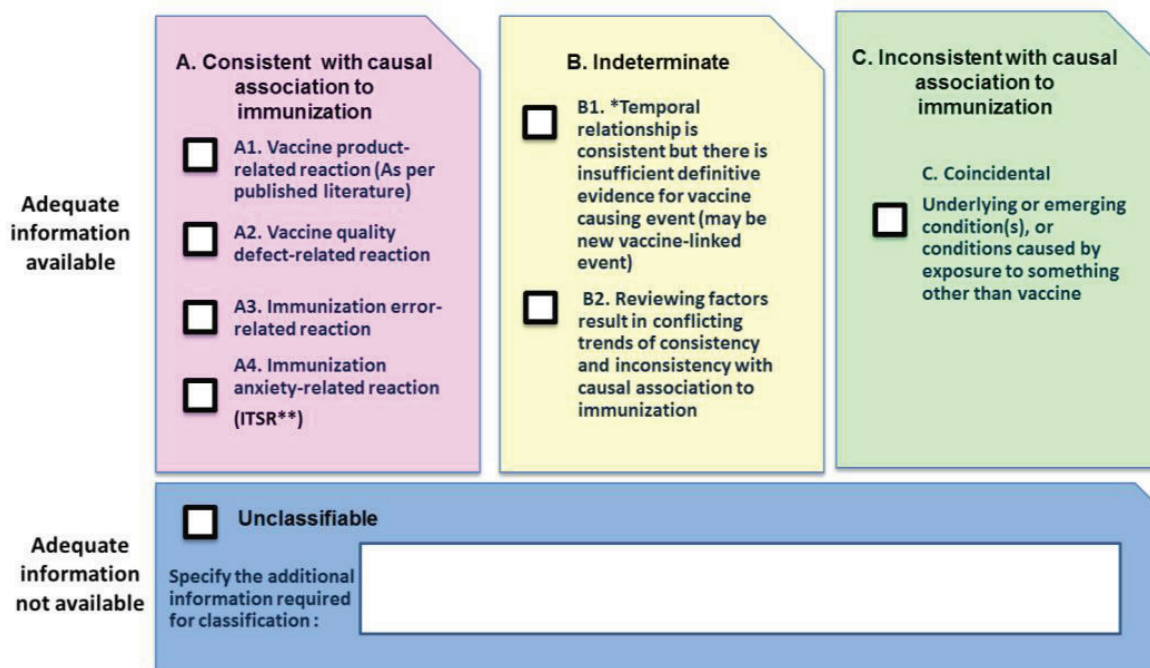 A. Consistent with causal
association to
immunization
A1. Vaccine product-
related reaction (As per
published literature)
A2. Vaccine quality
defect-related reaction
A3. Immunization error-
related reaction
A4. Immunization
anxiety-related reaction
(ITSR**)
B. Indeterminate
B1. *Temporal
relationship is
consistent but there is
insufficient definitive
evidence for vaccine
causing event (may be
new vaccine-linked
event)
B2. Reviewing factors
result in conflicting
trends of consistency
and inconsistency with
causal association to
immunization
C. Inconsistent with causal
association to
immunization
C. Coincidental
Underlying or emerging
condition(s), or
conditions caused by
exposure to something
other than vaccine
Adequate
information
available
Unclassifiable
Specify the additional
information required
for classification :
Adequate
information
not available